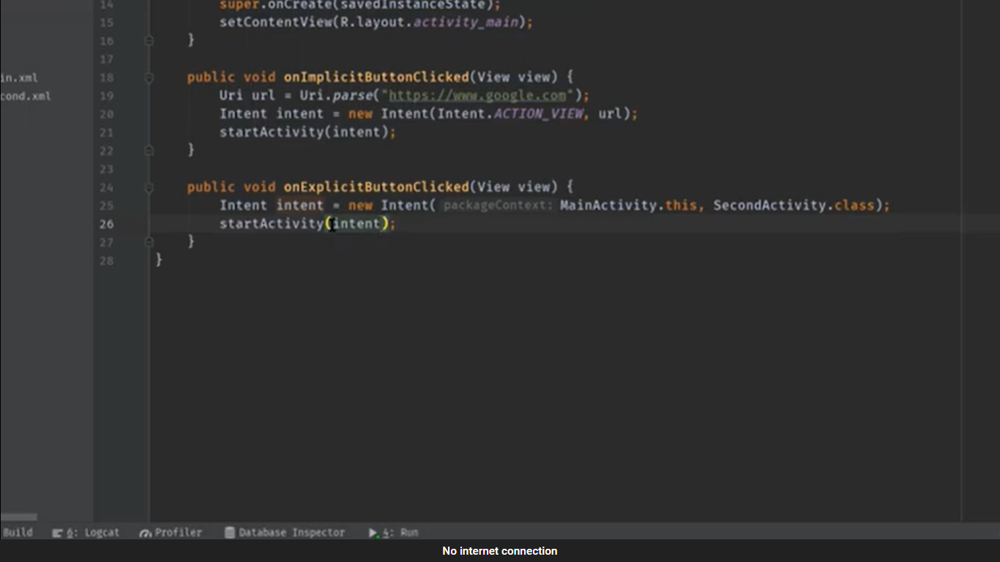 14 super.onCreate(savedInstanceState);
15 setContentView(R.layout.activity_main);
16 }
17
in.xml
18 public void onImplicitButtonClicked(View view) {
cond.xml
19 Uri url = Uri.parse("https://www.google.com");
20 Intent intent = new Intent(Intent.ACTION_VIEW, url);
21 startActivity(intent);
22 }
23
24 public void onExplicitButtonClicked(View view) {
25 Intent intent = new Intent( packageContext: MainActivity.this, SecondActivity.class);
26 startActivity(intent);
27 }
28 }
Build 6: Logcat Profiler Database Inspector 4: Run
No internet connection